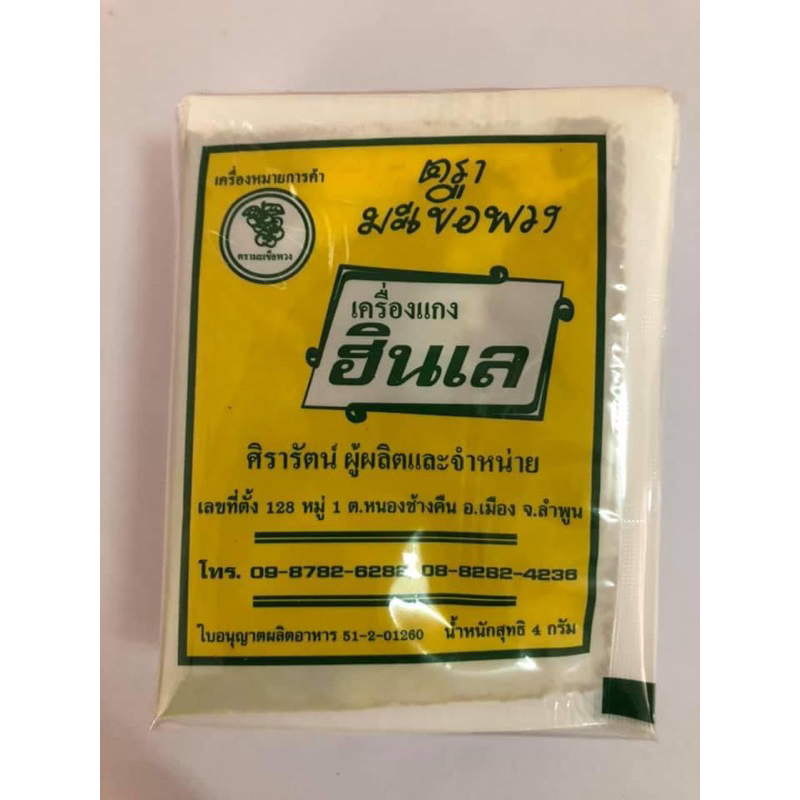 เครื่องหมายการค้า
ตรามะเขือพวง
ตรา
มะเขือพวง
เครื่องแกง
ฮินเล
ศิรารัตน์ ผู้ผลิตและจำหน่าย
เลขที่ตั้ง 128 หมู่ 1 ต.หนองช้างคืน อ.เมือง จ.ลำพูน
โทร. 09-8782-6282, 08-8282-4236
ใบอนุญาตผลิตอาหาร 51-2-01260 น้ำหนักสุทธิ 4 กรัม